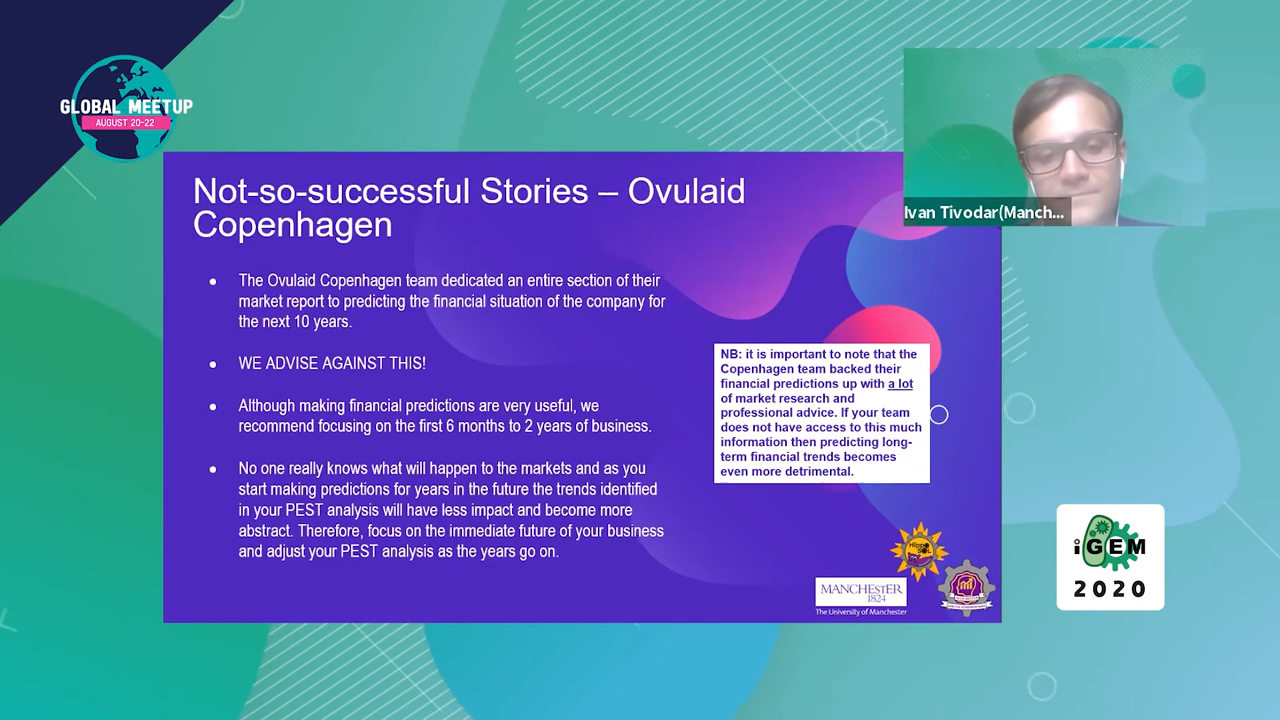 GLOBAL MEETUP
AUGUST 20-22
Ivan Tivodar(Manch...
Not-so-successful Stories – Ovulaid
Copenhagen
• The Ovulaid Copenhagen team dedicated an entire section of their
market report to predicting the financial situation of the company for
the next 10 years.
• WE ADVISE AGAINST THIS!
• Although making financial predictions are very useful, we
recommend focusing on the first 6 months to 2 years of business.
• No one really knows what will happen to the markets and as you
start making predictions for years in the future the trends identified
in your PEST analysis will have less impact and become more
abstract. Therefore, focus on the immediate future of your business
and adjust your PEST analysis as the years go on.
NB: it is important to note that the
Copenhagen team backed their
financial predictions up with a lot
of market research and
professional advice. If your team
does not have access to this much
information then predicting long-
term financial trends becomes
even more detrimental.
MANCHESTER
1824
The University of Manchester
iGEM
2020